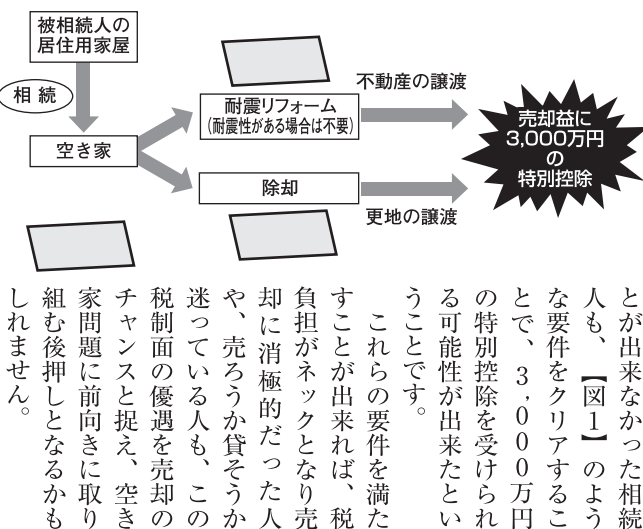 被相続人の
居住用家屋
相 続
空き家
耐震リフォーム
(耐震性がある場合は不要)
除却
不動産の譲渡
更地の譲渡
売却益に
3,000万円
の
特別控除
とが出来なかった相続
人も、【図1】のよう
な要件をクリアするこ
とで、3,000万円
の特別控除を受けられ
る可能性が出来たとい
うことです。
これらの要件を満た
すことが出来れば、税
負担がネックとなり売
却に消極的だった人
や、売ろうか貸そうか
迷っている人も、この
税制面の優遇を売却の
チャンスと捉え、空き
家問題に前向きに取り
組む後押しとなるかも
しれません。